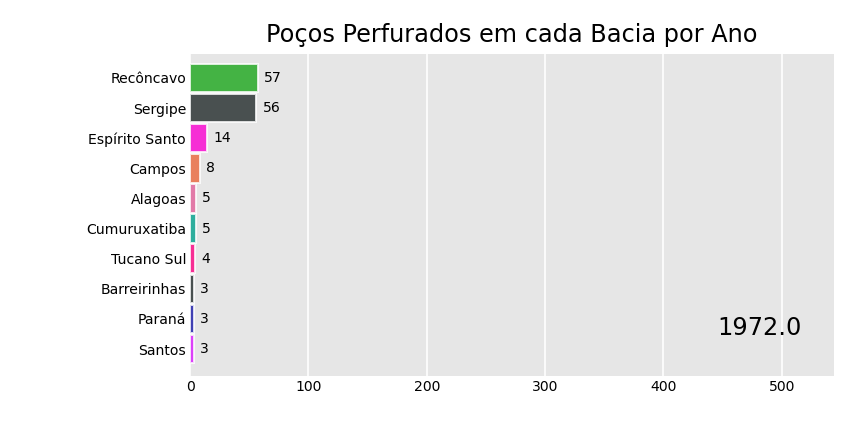 Poços Perfurados em cada Bacia por Ano
Recôncavo 57
Sergipe 56
Espírito Santo 14
Campos 8
Alagoas 5
Cumuruxatiba 5
Tucano Sul 4
Barreirinhas 3
Paraná 3
1972.0
Santos 3
0 100 200 300 400 500